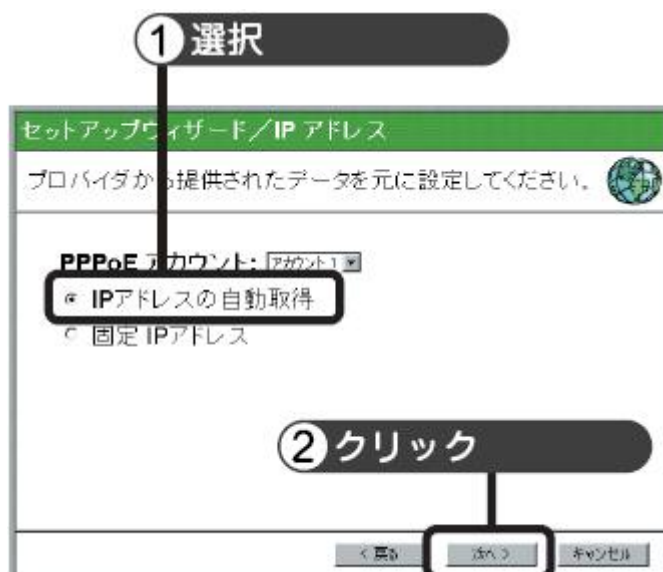 ① 選択
セットアップウィザード/IP アドレス
プロバイダから提供されたデータを元に設定してください。
PPPoE アカウント: アカウント1
IPアドレスの自動取得
固定 IPアドレス
② クリック
< 戻る 次へ > キャンセル